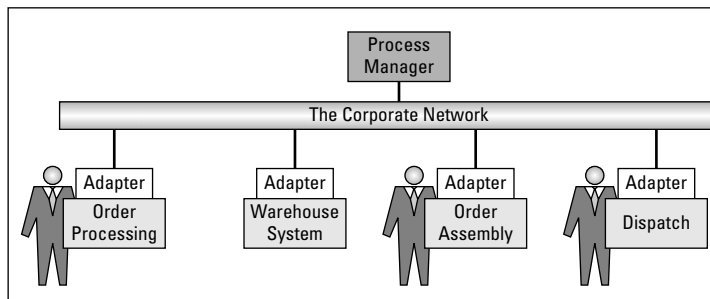 Process
Manager
The Corporate Network
Adapter
Order
Processing
Adapter
Warehouse
System
Adapter
Order
Assembly
Adapter
Dispatch